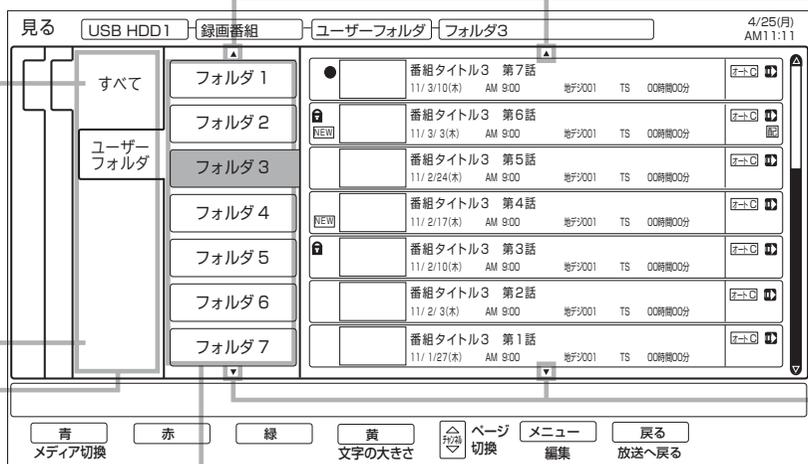 見る
USB HDD1 録画番組 ユーザーフォルダ フォルダ3
4/25(月)
AM11:11
すべて
ユーザー
フォルダ
フォルダ 1
フォルダ 2
フォルダ 3
フォルダ 4
フォルダ 5
フォルダ 6
フォルダ 7
番組タイトル3 第7話 オートC
11/ 3/10(木) AM 9:00 地デジ001 TS 00時間00分
番組タイトル3 第6話 オートC
NEW 11/ 3/ 3(木) AM 9:00 地デジ001 TS 00時間00分 配
番組タイトル3 第5話 オートC
11/ 2/24(木) AM 9:00 地デジ001 TS 00時間00分
番組タイトル3 第4話 オートC
NEW 11/ 2/17(木) AM 9:00 地デジ001 TS 00時間00分
番組タイトル3 第3話 オートC
11/ 2/10(木) AM 9:00 地デジ001 TS 00時間00分
番組タイトル3 第2話 オートC
11/ 2/ 3(木) AM 9:00 地デジ001 TS 00時間00分
番組タイトル3 第1話 オートC
11/ 1/27(木) AM 9:00 地デジ001 TS 00時間00分
青 赤 緑 黄 チャンネル ページ メニュー 戻る
メディア切換 文字の大きさ 切換 編集 放送へ戻る